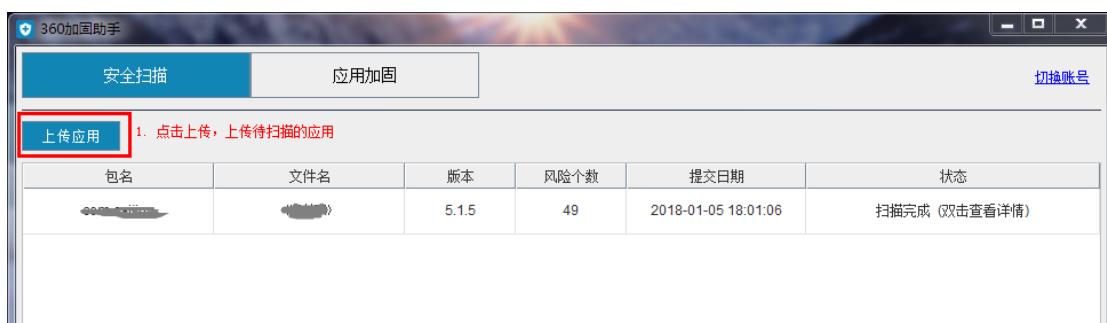 360加固助手
安全扫描 应用加固 切换账号
上传应用 1. 点击上传，上传待扫描的应用
包名 文件名 版本 风险个数 提交日期 状态
5.1.5 49 2018-01-05 18:01:06 扫描完成 (双击查看详情)